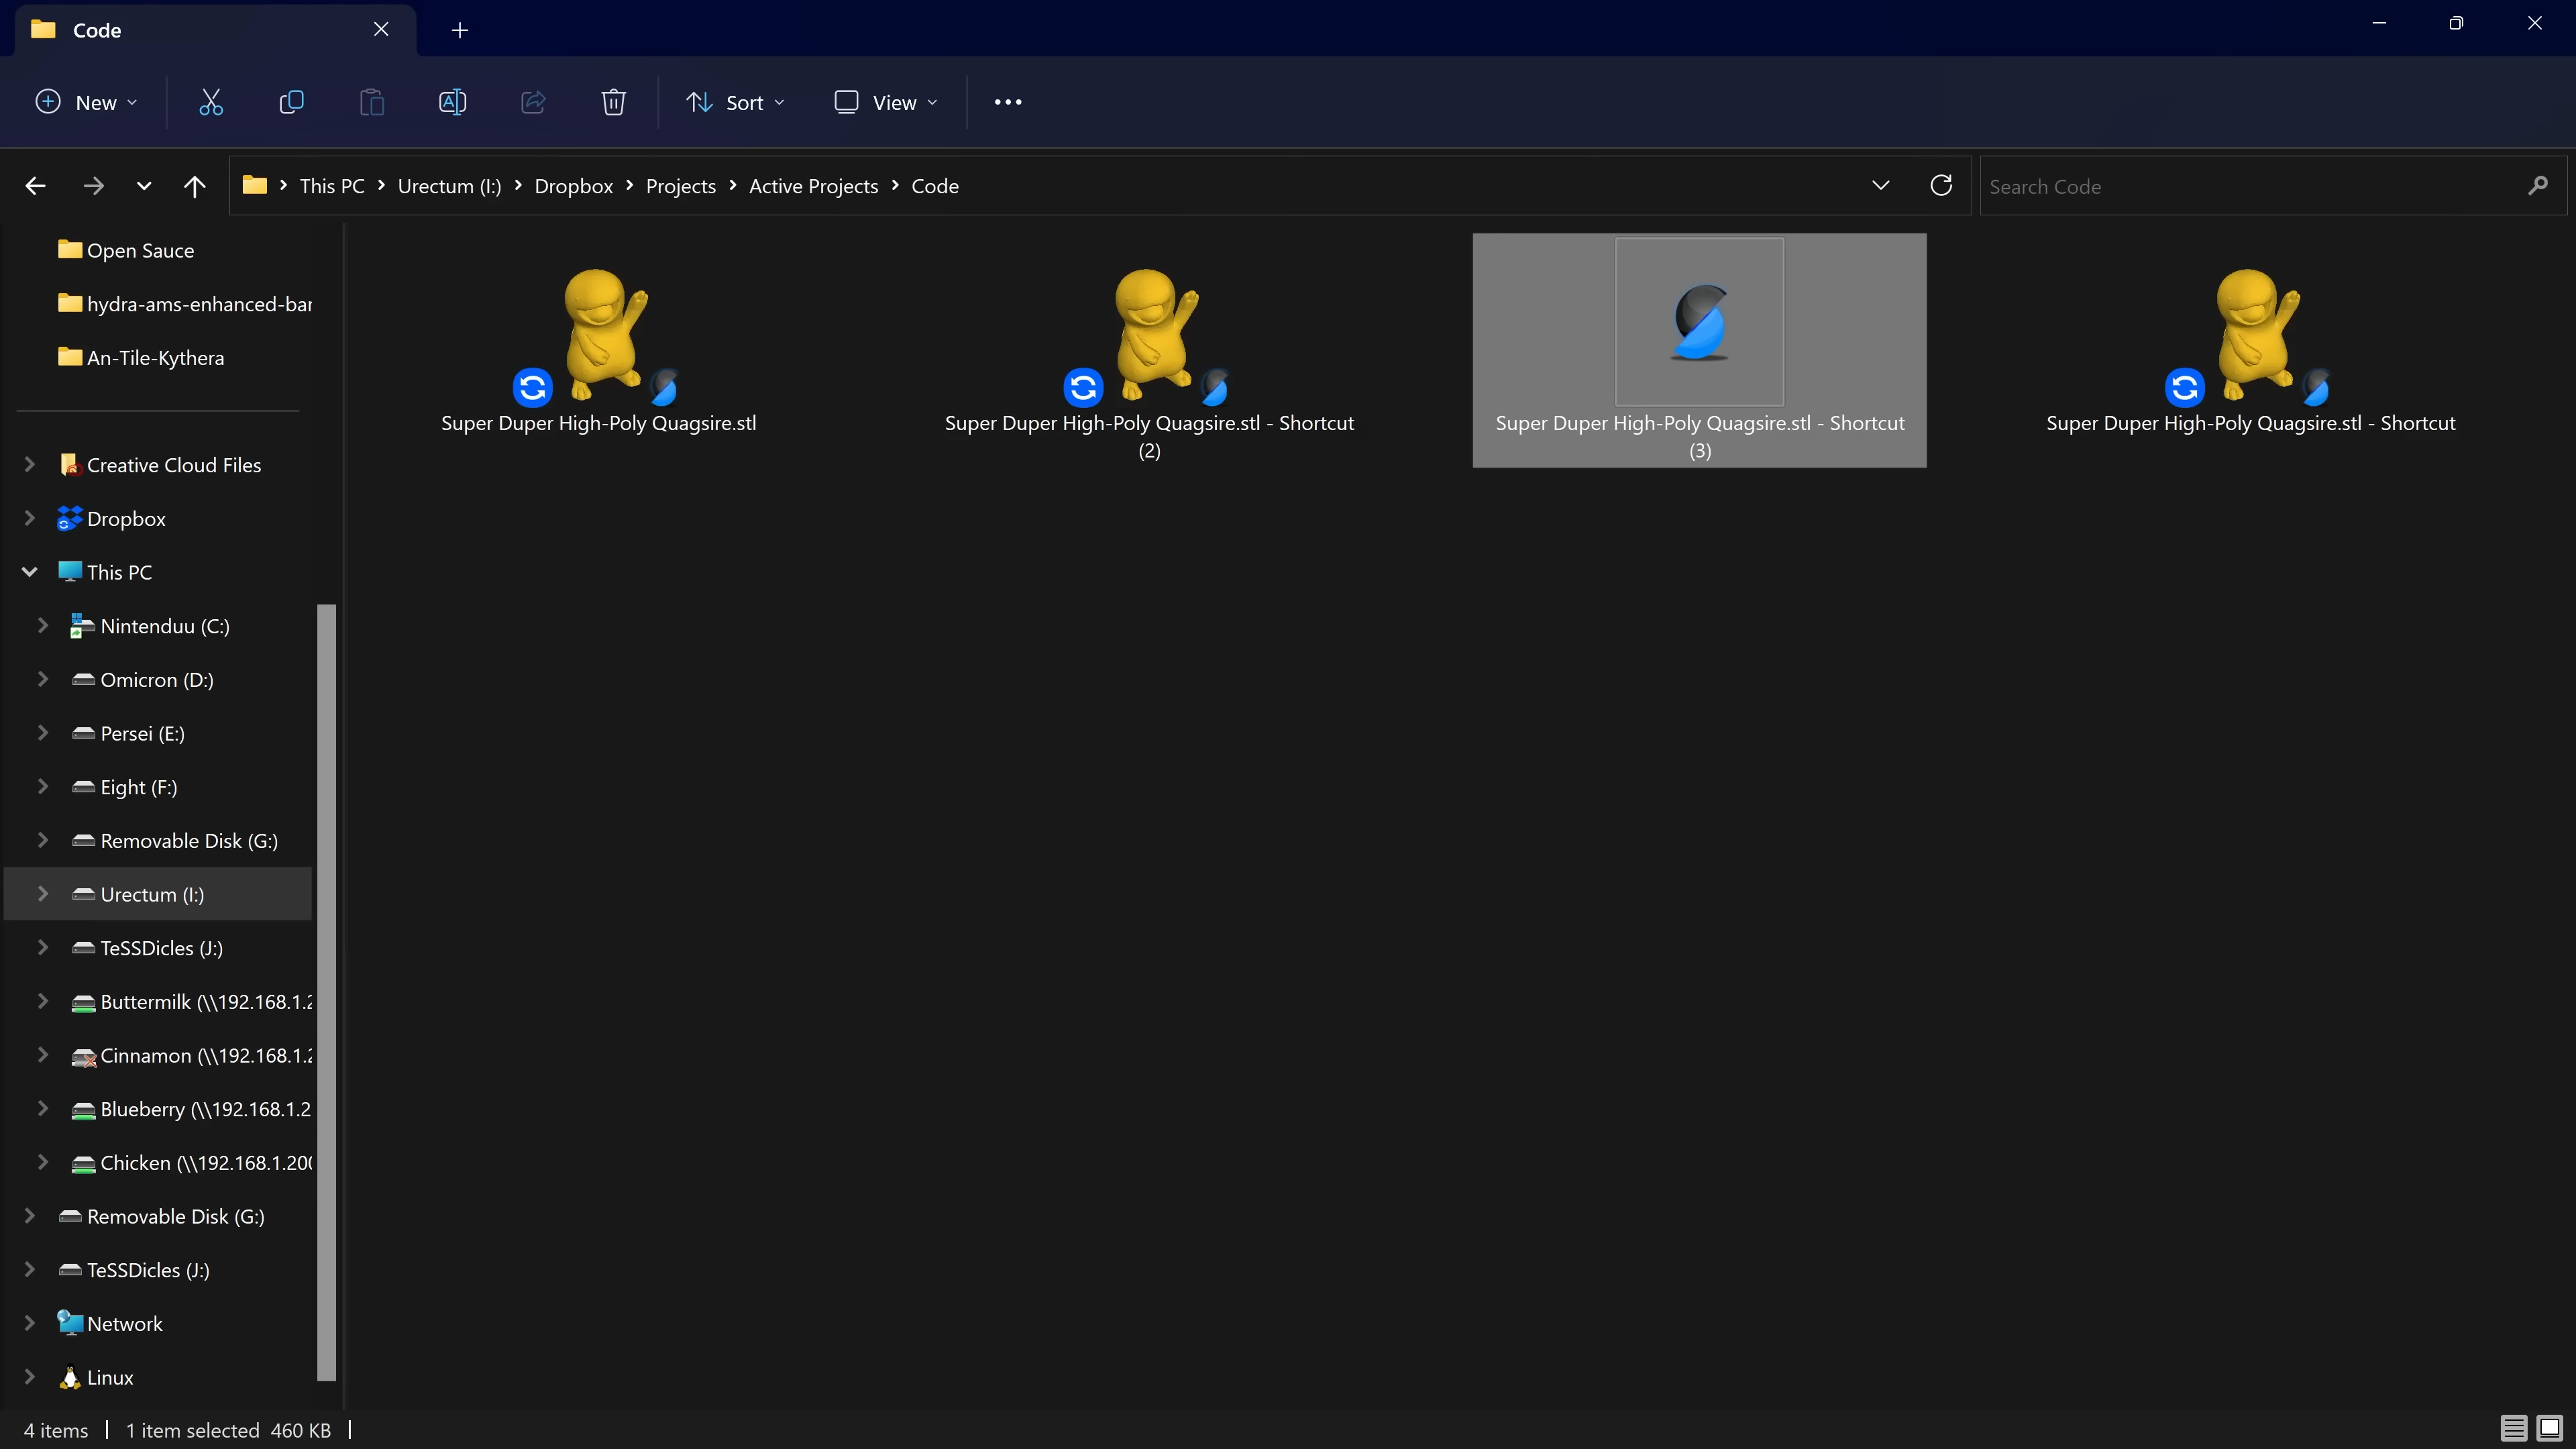 Code
New
Sort
View
This PC
Urectum (I:)
Dropbox
Projects
Active Projects
Code
Search Code
Open Sauce
hydra-ams-enhanced-bar
An-Tile-Kythera
Creative Cloud Files
Dropbox
This PC
Nintenduu (C:)
Omicron (D:)
Persei (E:)
Eight (F:)
Removable Disk (G:)
Urectum (I:)
TeSSDicles (J:)
Buttermilk (\\192.168.1.2
Cinnamon (\\192.168.1.2
Blueberry (\\192.168.1.2
Chicken (\\192.168.1.200
Removable Disk (G:)
TeSSDicles (J:)
Network
Linux
Super Duper High-Poly Quagsire.stl
Super Duper High-Poly Quagsire.stl - Shortcut
(2)
Super Duper High-Poly Quagsire.stl - Shortcut
(3)
Super Duper High-Poly Quagsire.stl - Shortcut
4 items
1 item selected 460 KB